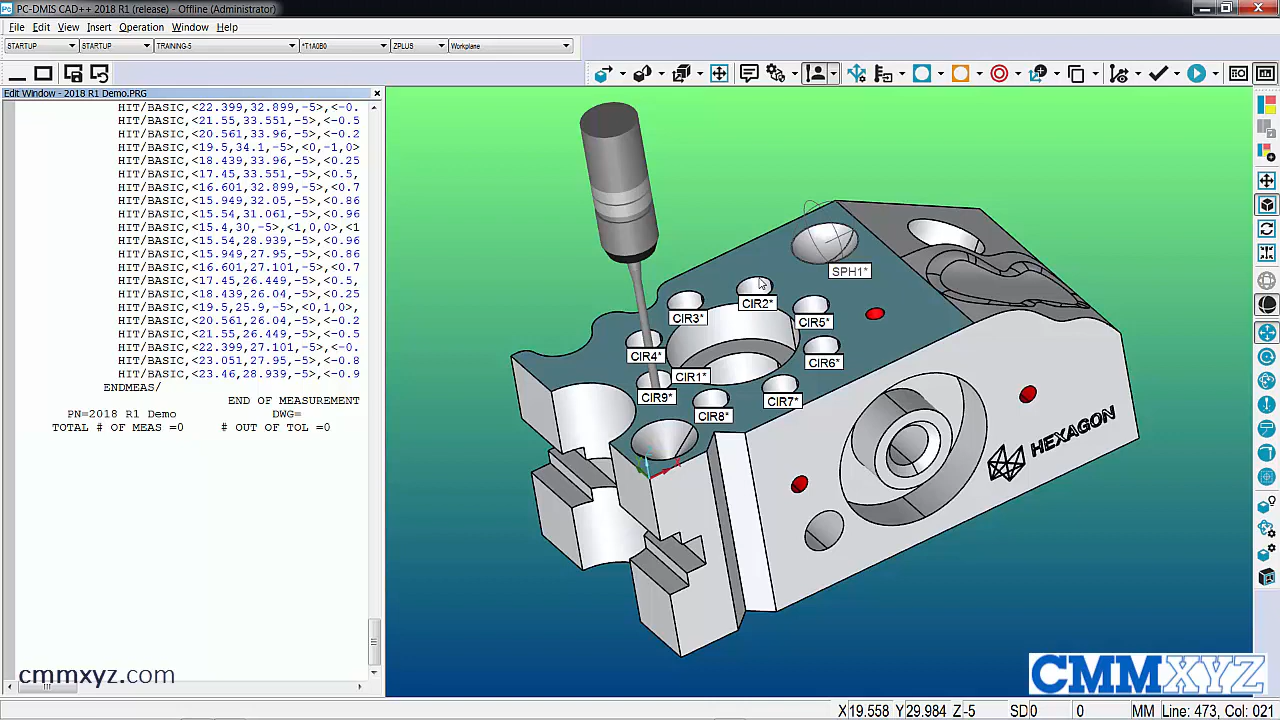 PC-DMIS CAD++ 2018 R1 (release) - Offline (Administrator)
File Edit View Insert Operation Window Help
STARTUP STARTUP TRAINING-S *T1A0B0 ZPLUS Workplane
Edit Window - 2018 R1 Demo.PRG
HIT/BASIC,<22.399,32.899,-5>,<-0.
HIT/BASIC,<21.55,33.551,-5>,<-0.5
HIT/BASIC,<20.561,33.96,-5>,<-0.2
HIT/BASIC,<19.5,34.1,-5>,<0,-1,0>
HIT/BASIC,<18.439,33.96,-5>,<0.25
HIT/BASIC,<17.45,33.551,-5>,<0.5,
HIT/BASIC,<16.601,32.899,-5>,<0.7
HIT/BASIC,<15.949,32.05,-5>,<0.86
HIT/BASIC,<15.54,31.061,-5>,<0.96
HIT/BASIC,<15.4,30,-5>,<1,0,0>,<1
HIT/BASIC,<15.54,28.939,-5>,<0.96
HIT/BASIC,<15.949,27.95,-5>,<0.86
HIT/BASIC,<16.601,27.101,-5>,<0.7
HIT/BASIC,<17.45,26.449,-5>,<0.5,
HIT/BASIC,<18.439,26.04,-5>,<0.25
HIT/BASIC,<19.5,25.9,-5>,<0,1,0>,
HIT/BASIC,<20.561,26.04,-5>,<-0.2
HIT/BASIC,<21.55,26.449,-5>,<-0.5
HIT/BASIC,<22.399,27.101,-5>,<-0.
HIT/BASIC,<23.051,27.95,-5>,<-0.8
HIT/BASIC,<23.46,28.939,-5>,<-0.9
ENDMEAS/
END OF MEASUREMENT
PN=2018 R1 Demo DWG=
TOTAL # OF MEAS =0 # OUT OF TOL =0
SPH1*
CIR2*
CIR3*
CIR5*
CIR4*
CIR6*
CIR1*
CIR9*
CIR7*
CIR8*
HEXAGON
cmmxyz.com
CMMXYZ
X19.558 Y29.984 Z-5 SD0 0 MM Line: 473, Col: 021